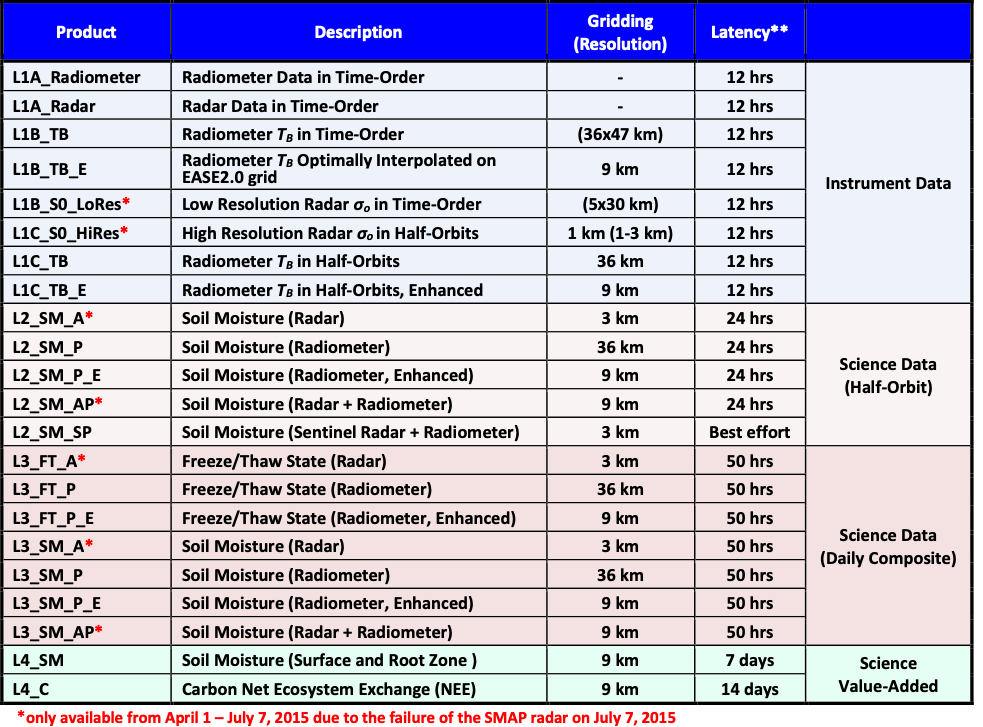 Product Description Gridding (Resolution) Latency**
L1A_Radiometer Radiometer Data in Time-Order - 12 hrs
L1A_Radar Radar Data in Time-Order - 12 hrs
L1B_TB Radiometer TB in Time-Order (36x47 km) 12 hrs
L1B_TB_E Radiometer TB Optimally Interpolated on EASE2.0 grid 9 km 12 hrs
Instrument Data
L1B_S0_LoRes* Low Resolution Radar σo in Time-Order (5x30 km) 12 hrs
L1C_S0_HiRes* High Resolution Radar σo in Half-Orbits 1 km (1-3 km) 12 hrs
L1C_TB Radiometer TB in Half-Orbits 36 km 12 hrs
L1C_TB_E Radiometer TB in Half-Orbits, Enhanced 9 km 12 hrs
L2_SM_A* Soil Moisture (Radar) 3 km 24 hrs
L2_SM_P Soil Moisture (Radiometer) 36 km 24 hrs
L2_SM_P_E Soil Moisture (Radiometer, Enhanced) 9 km 24 hrs
Science Data (Half-Orbit)
L2_SM_AP* Soil Moisture (Radar + Radiometer) 9 km 24 hrs
L2_SM_SP Soil Moisture (Sentinel Radar + Radiometer) 3 km Best effort
L3_FT_A* Freeze/Thaw State (Radar) 3 km 50 hrs
L3_FT_P Freeze/Thaw State (Radiometer) 36 km 50 hrs
L3_FT_P_E Freeze/Thaw State (Radiometer, Enhanced) 9 km 50 hrs
L3_SM_A* Soil Moisture (Radar) 3 km 50 hrs
Science Data (Daily Composite)
L3_SM_P Soil Moisture (Radiometer) 36 km 50 hrs
L3_SM_P_E Soil Moisture (Radiometer, Enhanced) 9 km 50 hrs
L3_SM_AP* Soil Moisture (Radar + Radiometer) 9 km 50 hrs
L4_SM Soil Moisture (Surface and Root Zone ) 9 km 7 days
Science Value-Added
L4_C Carbon Net Ecosystem Exchange (NEE) 9 km 14 days
*only available from April 1 – July 7, 2015 due to the failure of the SMAP radar on July 7, 2015